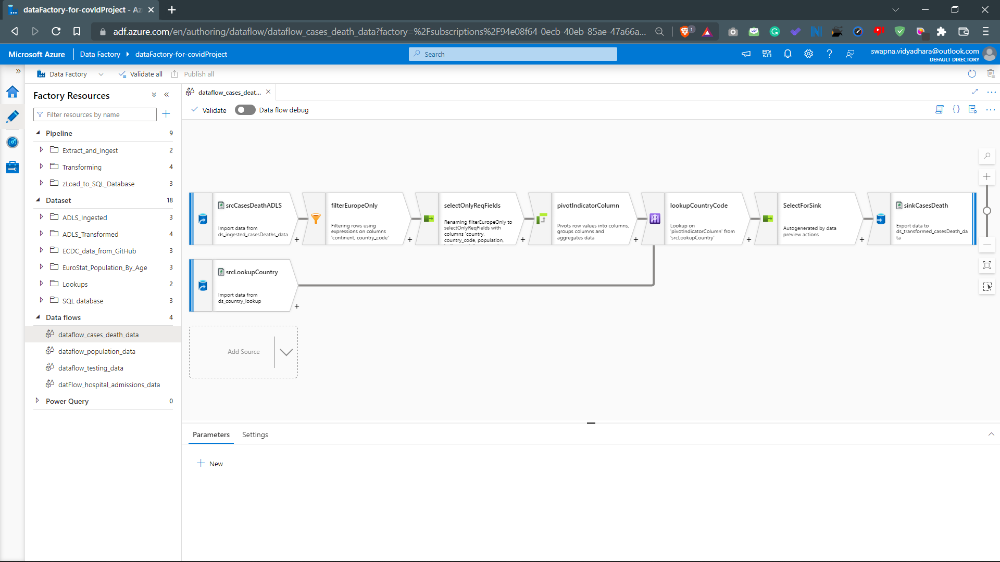 dataFactory-for-covidProject - Az
adf.azure.com/en/authoring/dataflow/dataflow_cases_death_data?factory=%2Fsubscriptions%2F94e08f64-0ecb-40eb-85ae-47a66a...
1
Microsoft Azure
Data Factory
dataFactory-for-covidProject
Search
swapna.vidyadhara@outlook.com
DEFAULT DIRECTORY
Data Factory
Validate all
Publish all
Factory Resources
Filter resources by name
Pipeline 9
Extract_and_Ingest 2
Transforming 4
zLoad_to_SQL_Database 3
Dataset 18
ADLS_Ingested 3
ADLS_Transformed 4
ECDC_data_from_GitHub 3
EuroStat_Population_By_Age 3
Lookups 2
SQL database 3
Data flows 4
dataflow_cases_death_data
dataflow_population_data
dataflow_testing_data
datFlow_hospital_admissions_data
Power Query 0
dataflow_cases_deat...
Validate
Data flow debug
srcCasesDeathADLS
Import data from
ds_ingested_casesDeaths_data
filterEuropeOnly
Filtering rows using
expressions on columns
'continent, country_code'
selectOnlyReqFields
Renaming filterEuropeOnly to
selectOnlyReqFields with
columns 'country,
country_code, population,
pivotIndicatorColumn
Pivots row values into columns,
groups columns and
aggregates data
lookupCountryCode
Lookup on
'pivotIndicatorColumn' from
'srcLookupCountry'
SelectForSink
Autogenerated by data
preview actions
sinkCasesDeath
Export data to
ds_transformed_casesDeath_da
ta
srcLookupCountry
Import data from
ds_country_lookup
Add Source
Parameters
Settings
New